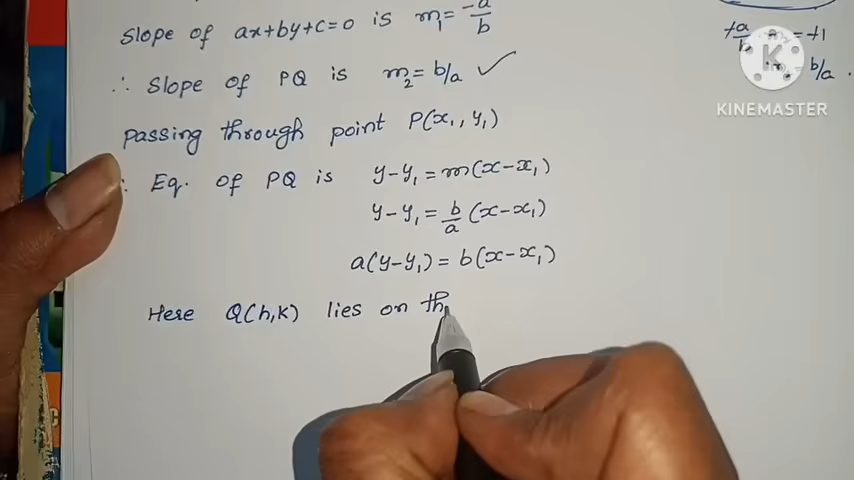 Slope of ax+by+c=0 is m₁=-a/b
∴ Slope of PQ is m₂=b/a ✓
Passing through point P(x₁,y₁)
∴ Eq. of PQ is y-y₁=m(x-x₁)
y-y₁=b/a(x-x₁)
a(y-y₁)=b(x-x₁)
Here Q(h,k) lies on th
b/a.
KINEMASTER